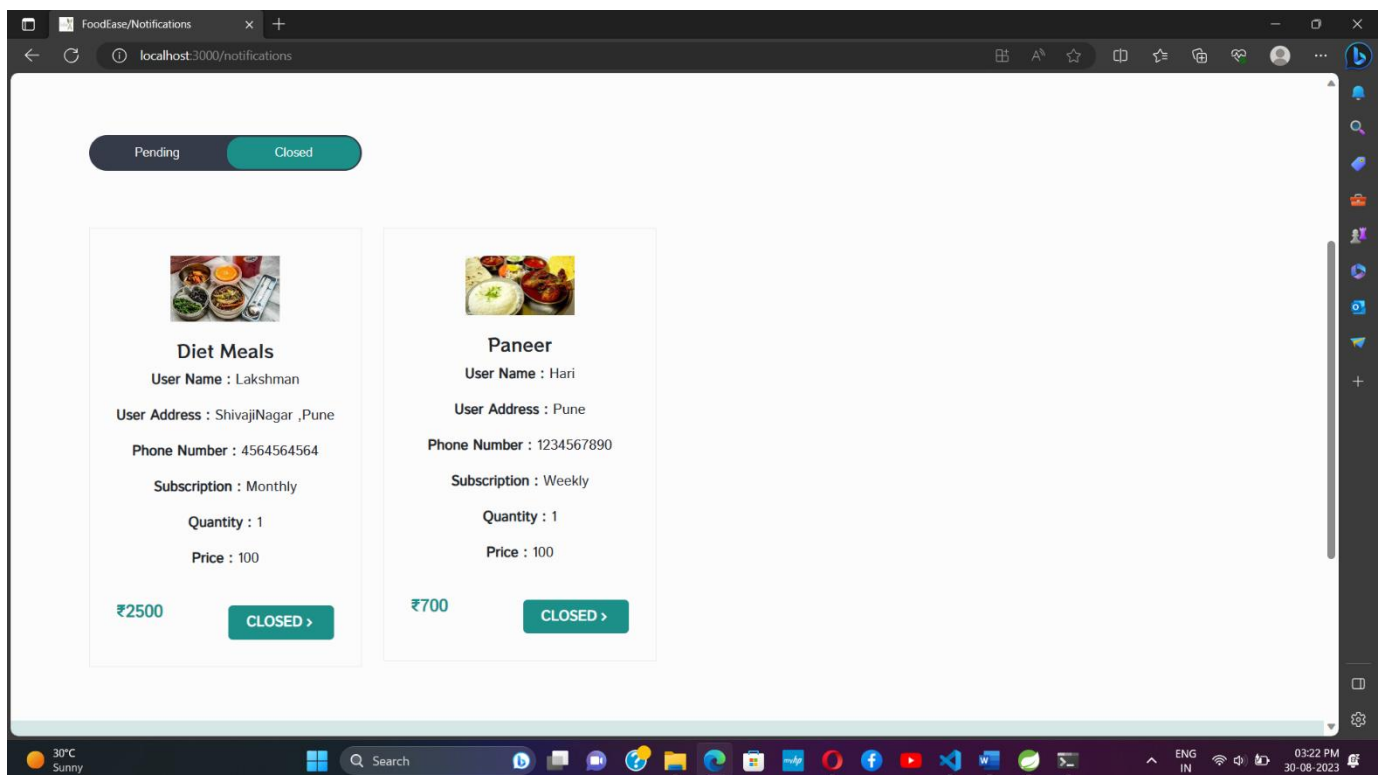 FoodEase/Notifications
localhost:3000/notifications
Pending
Closed
Diet Meals
User Name : Lakshman
User Address : ShivajiNagar ,Pune
Phone Number : 4564564564
Subscription : Monthly
Quantity : 1
Price : 100
₹2500
CLOSED >
Paneer
User Name : Hari
User Address : Pune
Phone Number : 1234567890
Subscription : Weekly
Quantity : 1
Price : 100
₹700
CLOSED >
30°C
Sunny
Search
ENG
IN
03:22 PM
30-08-2023